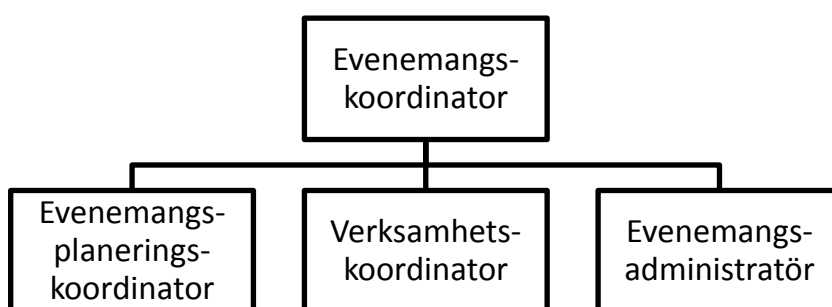 Evenemangs-
koordinator
Evenemangs-
planerings-
koordinator
Verksamhets-
koordinator
Evenemangs-
administratör